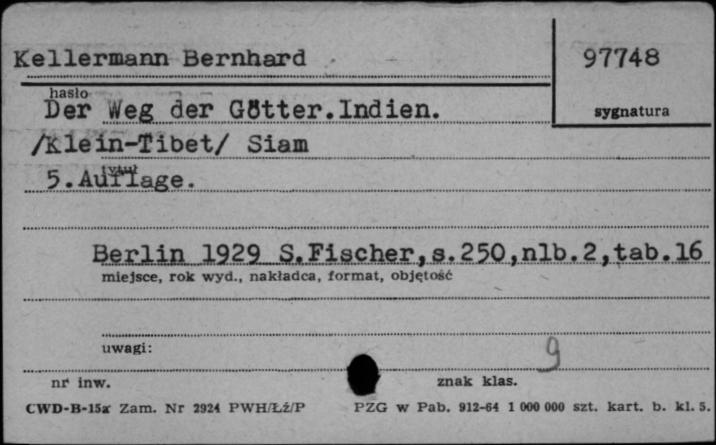 Kellermann Bernhard
97748
hasło
Der Weg der Götter.Indien.
sygnatura
/Klein-Tibet/ Siam
tytuł
5.Auflage.
Berlin 1929 S.Fischer,s.250,nlb.2,tab.16
miejsce, rok wyd., nakładca, format, objętość
uwagi:
9
nr inw.
znak klas.
CWD-B-15a Zam. Nr 2924 PWH/Łź/P PZG w Pab. 912-64 1 000 000 szt. kart. b. kl. 5.